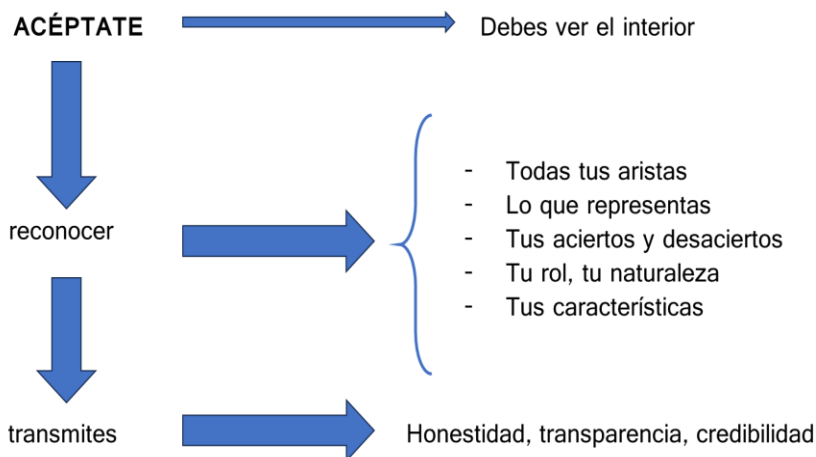 ACÉPTATE
Debes ver el interior
reconocer
- Todas tus aristas
- Lo que representas
- Tus aciertos y desaciertos
- Tu rol, tu naturaleza
- Tus características
transmites
Honestidad, transparencia, credibilidad